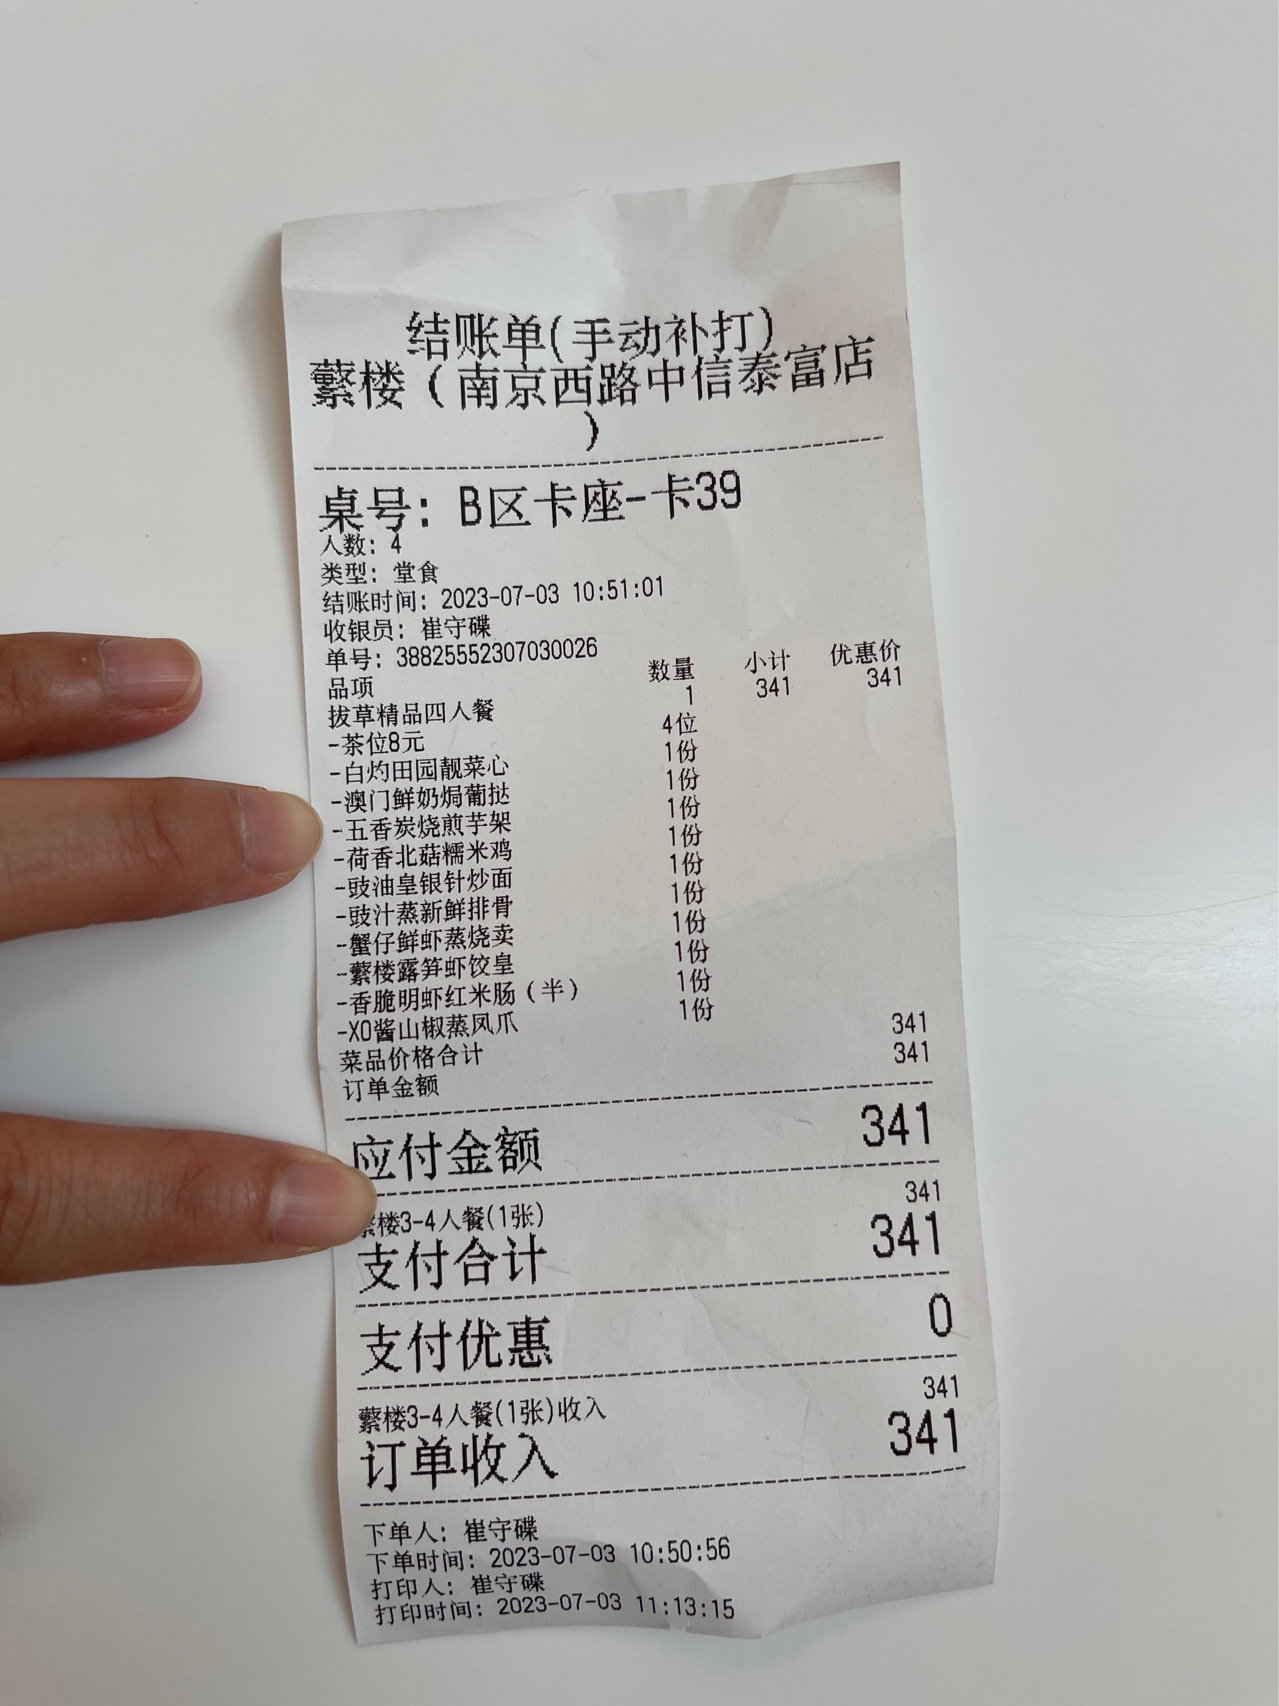 结账单(手动补打)
蘩楼（南京西路中信泰富店
）
桌号: B区卡座-卡39
人数: 4
类型: 堂食
结账时间: 2023-07-03 10:51:01
收银员: 崔守碟
单号: 38825552307030026
品项 数量 小计 优惠价
拔草精品四人餐 1 341 341
-茶位8元 4位
-白灼田园靓菜心 1份
-澳门鲜奶焗葡挞 1份
-五香炭烧煎芋架 1份
-荷香北菇糯米鸡 1份
-豉油皇银针炒面 1份
-豉汁蒸新鲜排骨 1份
-蟹仔鲜虾蒸烧卖 1份
-蘩楼露笋虾饺皇 1份
-香脆明虾红米肠（半） 1份
-XO酱山椒蒸凤爪 1份
菜品价格合计 341
订单金额 341
应付金额 341
蘩楼3-4人餐(1张) 341
支付合计 341
支付优惠 0
蘩楼3-4人餐(1张)收入 341
订单收入 341
下单人: 崔守碟
下单时间: 2023-07-03 10:50:56
打印人: 崔守碟
打印时间: 2023-07-03 11:13:15